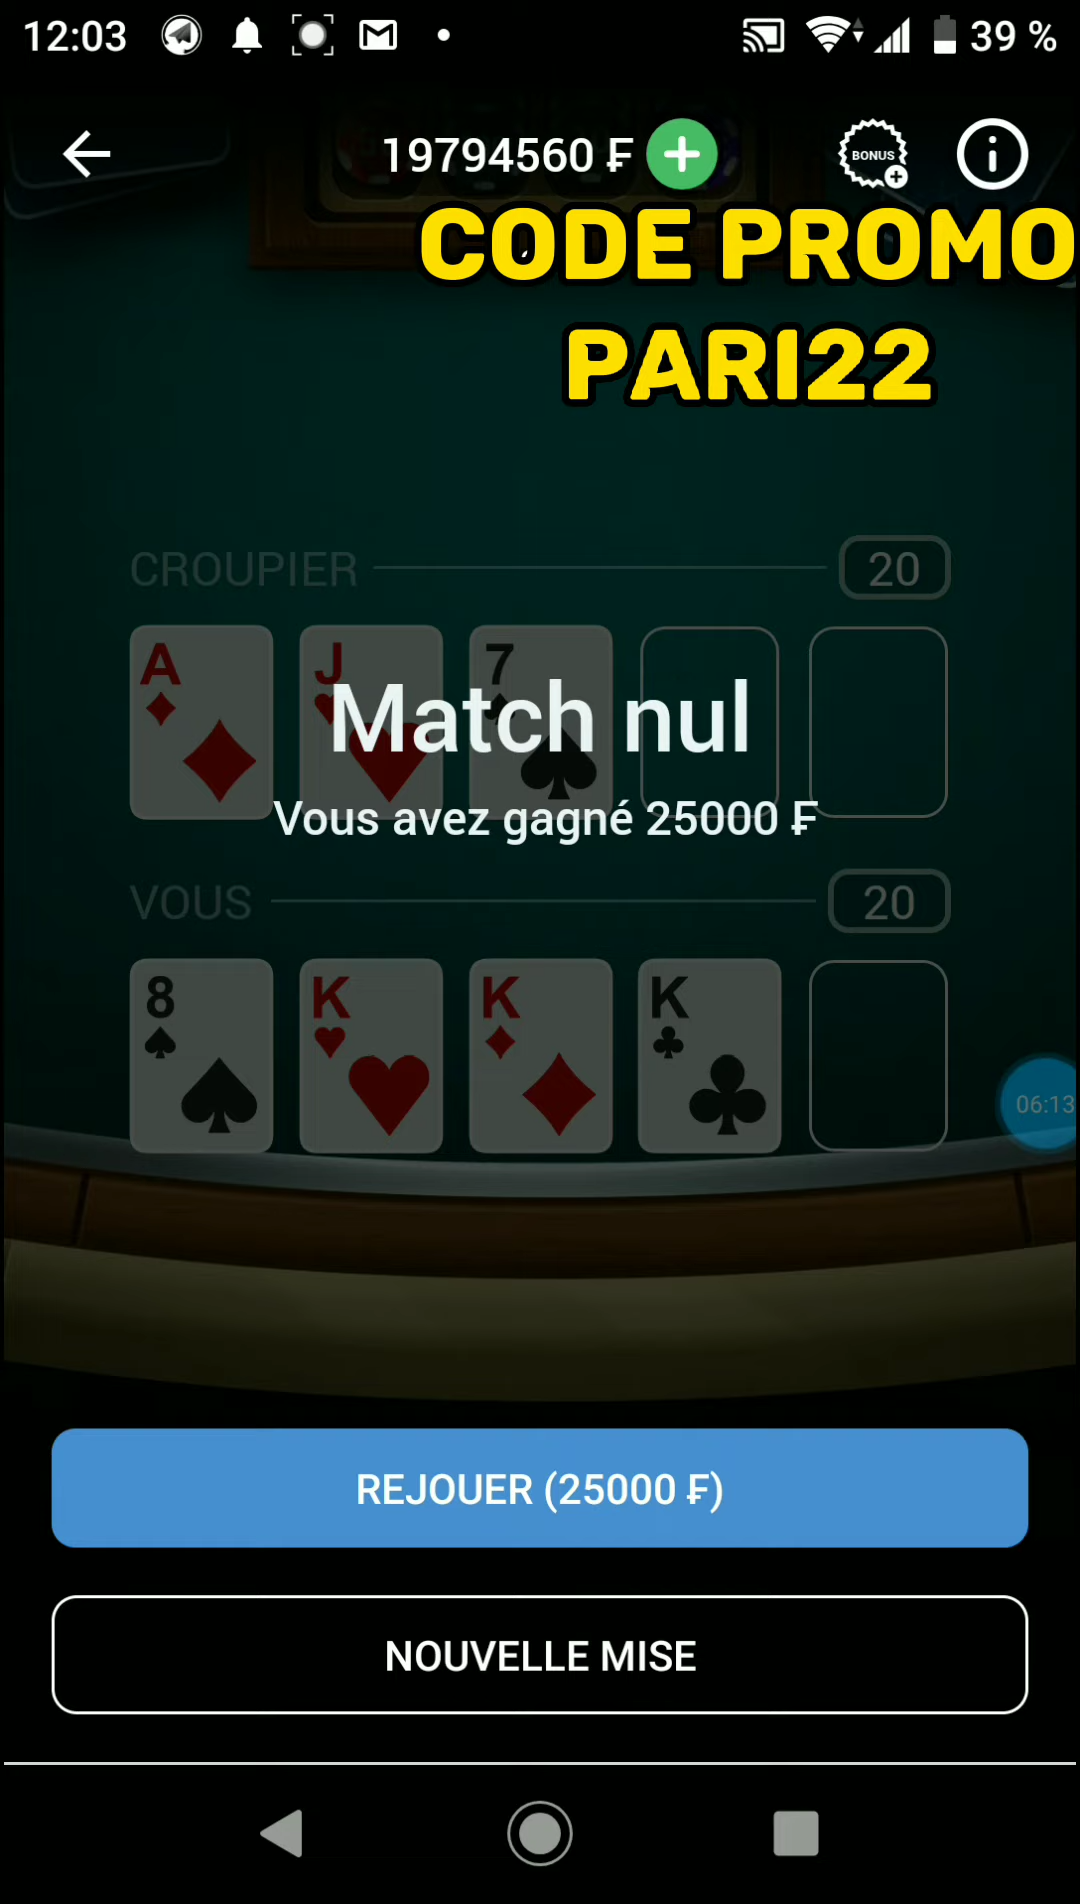 12:03 39 %
19794560 ₣ BONUS
CODE PROMO
PARI22
CROUPIER 20
A J 7
Match nul
Vous avez gagné 25000 ₣
VOUS 20
8 K K K
06:13
REJOUER (25000 ₣)
NOUVELLE MISE